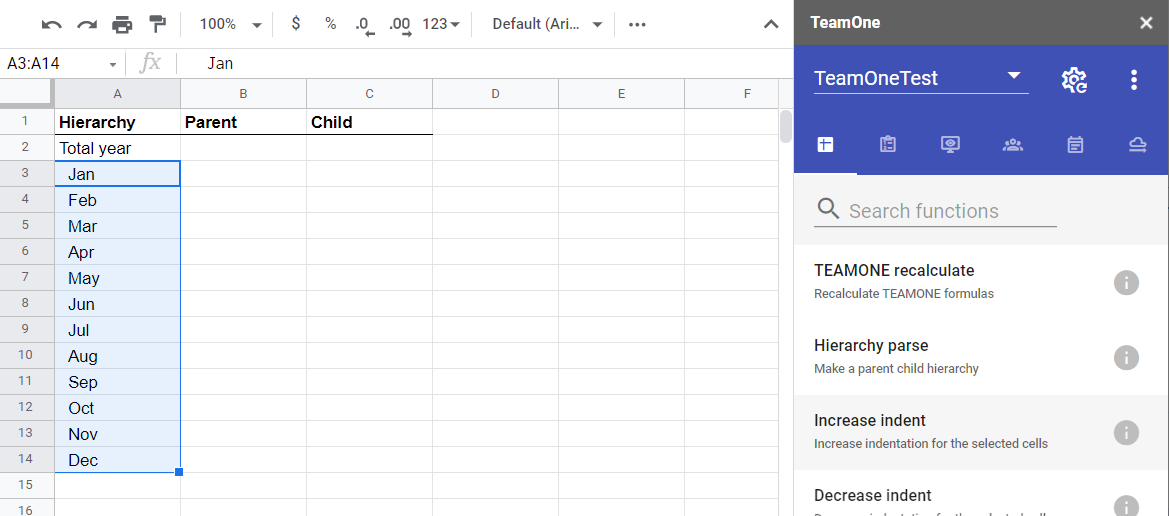 100% $ % .0 .00 123 Default (Ari... ...
A3:A14 fx Jan
A B C D E F
1 Hierarchy Parent Child
2 Total year
3 Jan
4 Feb
5 Mar
6 Apr
7 May
8 Jun
9 Jul
10 Aug
11 Sep
12 Oct
13 Nov
14 Dec
15
16
TeamOne
TeamOneTest
Search functions
TEAMONE recalculate
Recalculate TEAMONE formulas
Hierarchy parse
Make a parent child hierarchy
Increase indent
Increase indentation for the selected cells
Decrease indent